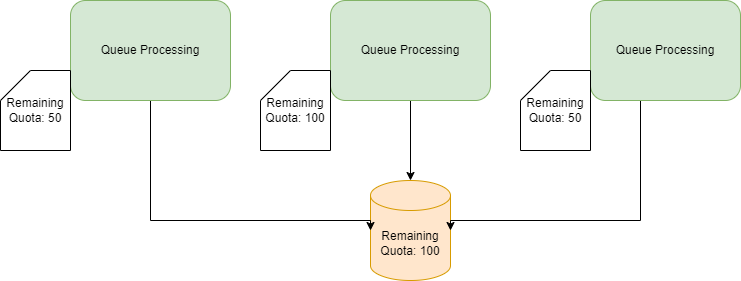 Queue Processing
Queue Processing
Queue Processing
Remaining
Quota: 50
Remaining
Quota: 100
Remaining
Quota: 50
Remaining
Quota: 100